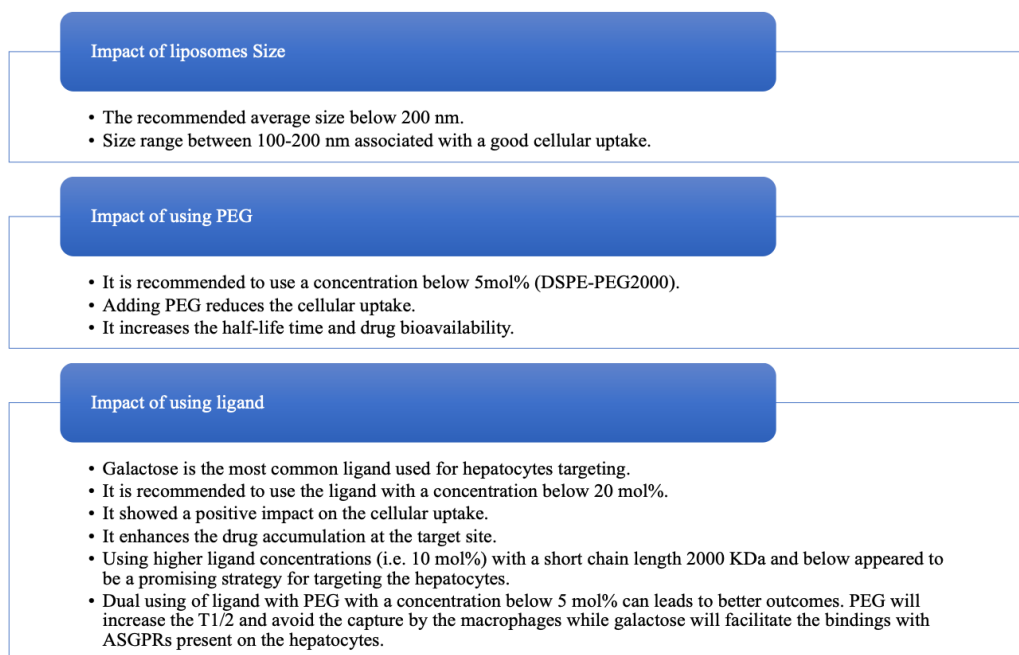 Impact of liposomes Size
• The recommended average size below 200 nm.
• Size range between 100-200 nm associated with a good cellular uptake.
Impact of using PEG
• It is recommended to use a concentration below 5mol% (DSPE-PEG2000).
• Adding PEG reduces the cellular uptake.
• It increases the half-life time and drug bioavailability.
Impact of using ligand
• Galactose is the most common ligand used for hepatocytes targeting.
• It is recommended to use the ligand with a concentration below 20 mol%.
• It showed a positive impact on the cellular uptake.
• It enhances the drug accumulation at the target site.
• Using higher ligand concentrations (i.e. 10 mol%) with a short chain length 2000 KDa and below appeared to
be a promising strategy for targeting the hepatocytes.
• Dual using of ligand with PEG with a concentration below 5 mol% can leads to better outcomes. PEG will
increase the T1/2 and avoid the capture by the macrophages while galactose will facilitate the bindings with
ASGPRs present on the hepatocytes.